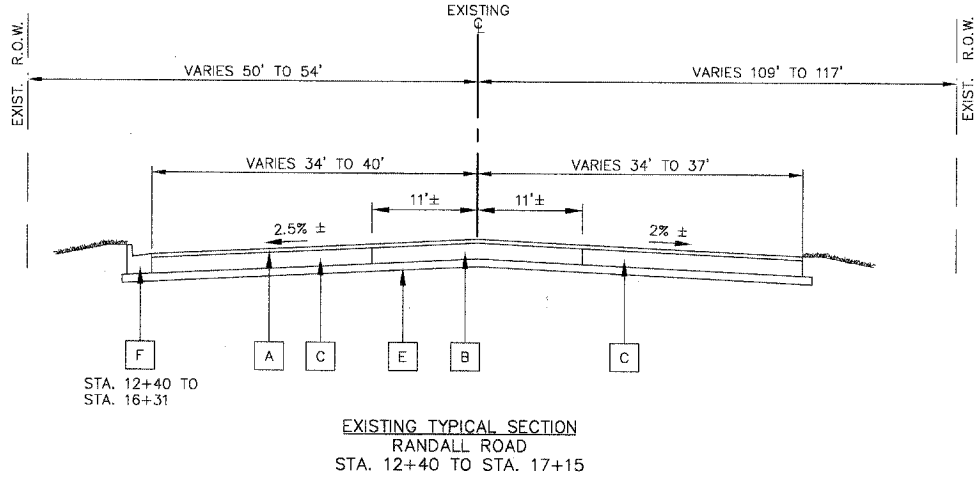 EXISTING
℄
EXIST. R.O.W.
EXIST. R.O.W.
VARIES 50' TO 54'
VARIES 109' TO 117'
VARIES 34' TO 40'
VARIES 34' TO 37'
11'±
11'±
2.5% ±
2% ±
F
A
C
E
B
C
STA. 12+40 TO
STA. 16+31
EXISTING TYPICAL SECTION
RANDALL ROAD
STA. 12+40 TO STA. 17+15